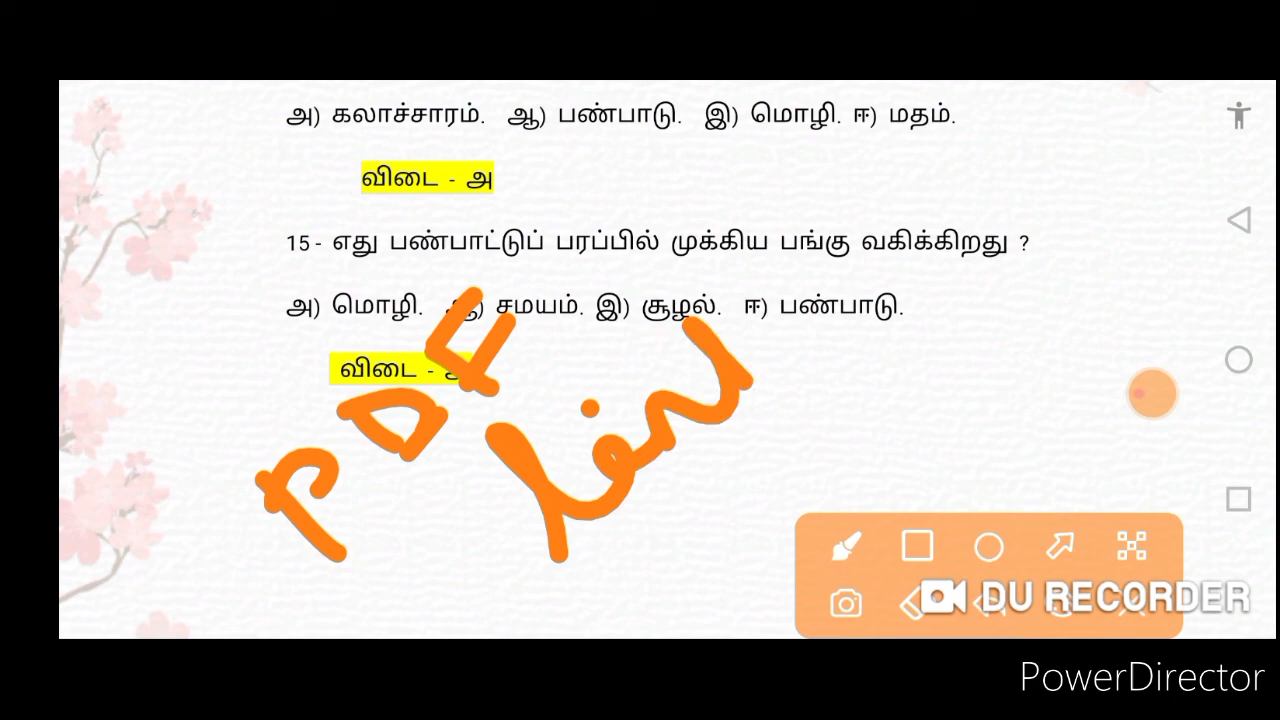 அ) கலாச்சாரம். ஆ) பண்பாடு. இ) மொழி. ஈ) மதம்.
விடை - அ
15- எது பண்பாட்டுப் பரப்பில் முக்கிய பங்கு வகிக்கிறது ?
அ) மொழி. ஆ) சமயம். இ) சூழல். ஈ) பண்பாடு.
விடை -
PDF
DU RECORDER
PowerDirector